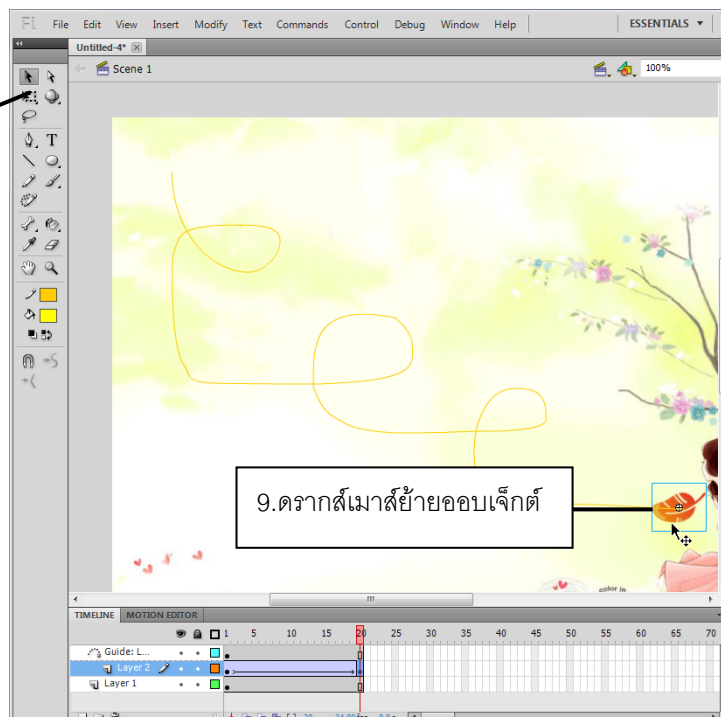 Fl File Edit View Insert Modify Text Commands Control Debug Window Help ESSENTIALS
Untitled-4*
Scene 1 100%
T
9.ดรากส์เมาส์ย้ายออบเจ็กต์
color in
TIMELINE MOTION EDITOR
1 5 10 15 20 25 30 35 40 45 50 55 60 65 70
Guide: L...
Layer 2
Layer 1